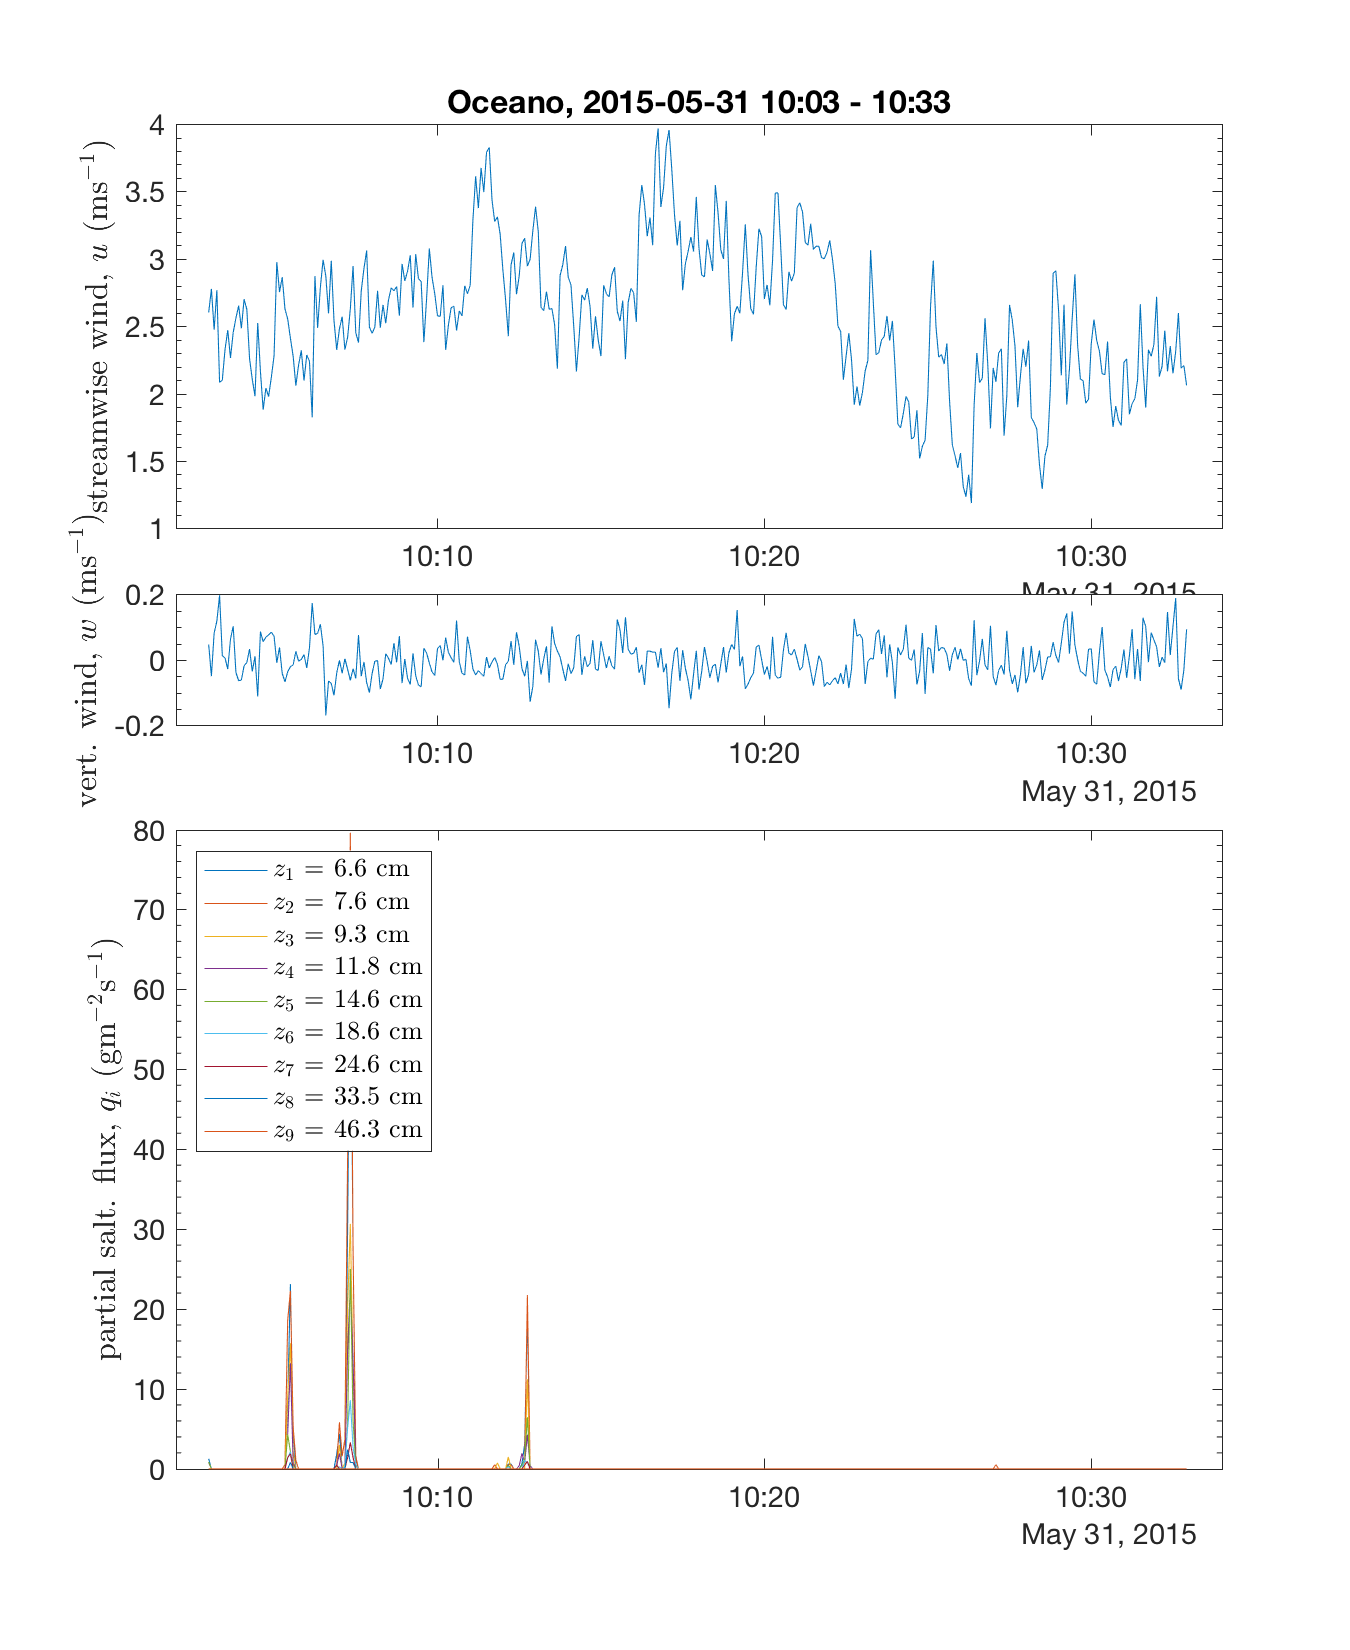 Oceano, 2015-05-31 10:03 - 10:33
streamwise wind, u (ms⁻¹)
4
3.5
3
2.5
2
1.5
1
10:10 10:20 10:30
May 31, 2015
vert. wind, w (ms⁻¹)
0.2
0
-0.2
10:10 10:20 10:30
May 31, 2015
partial salt. flux, qᵢ (gm⁻²s⁻¹)
80
70
60
50
40
30
20
10
0
z₁ = 6.6 cm
z₂ = 7.6 cm
z₃ = 9.3 cm
z₄ = 11.8 cm
z₅ = 14.6 cm
z₆ = 18.6 cm
z₇ = 24.6 cm
z₈ = 33.5 cm
z₉ = 46.3 cm
10:10 10:20 10:30
May 31, 2015